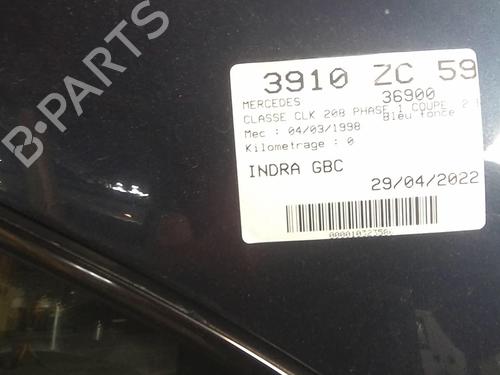 B-PARTS
3910 ZC 59
MERCEDES 36900
CLASSE CLK 208 PHASE 1 COUPE 2
Bleu fonce
Mec : 04/03/1998
Kilometrage : 0
INDRA GBC
29/04/2022